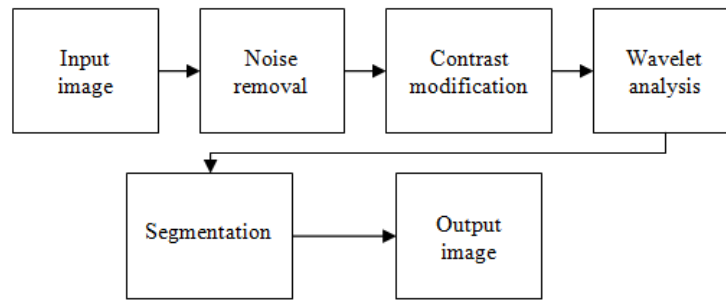 Input
image
Noise
removal
Contrast
modification
Wavelet
analysis
Segmentation
Output
image